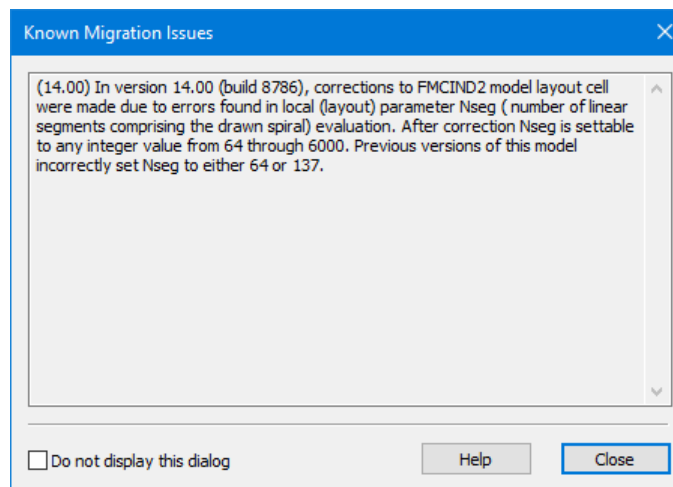 Known Migration Issues
(14.00) In version 14.00 (build 8786), corrections to FMCIND2 model layout cell
were made due to errors found in local (layout) parameter Nseg ( number of linear
segments comprising the drawn spiral) evaluation. After correction Nseg is settable
to any integer value from 64 through 6000. Previous versions of this model
incorrectly set Nseg to either 64 or 137.
Do not display this dialog
Help
Close